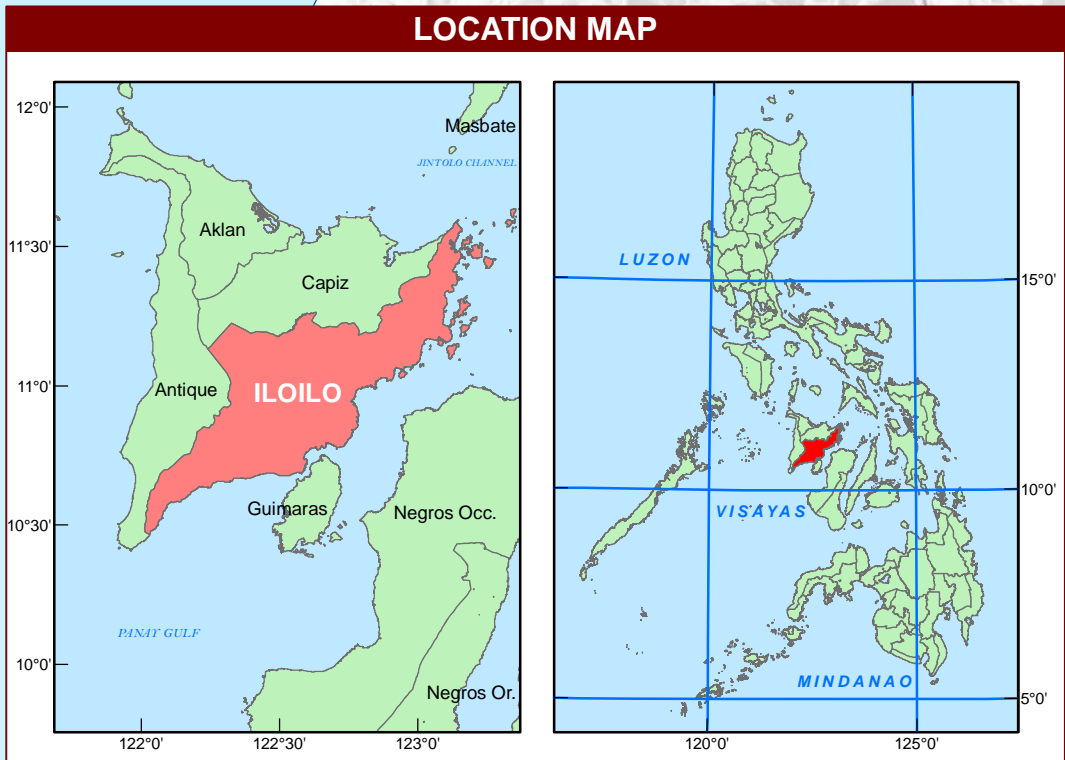 LOCATION MAP
12°0'
Masbate
JINTOLO CHANNEL
Aklan
11°30'
Capiz
11°0'
Antique
ILOILO
Guimaras
Negros Occ.
10°30'
PANAY GULF
10°0'
Negros Or.
122°0'
122°30'
123°0'
LUZON
15°0'
10°0'
VISAYAS
MINDANAO
5°0'
120°0'
125°0'